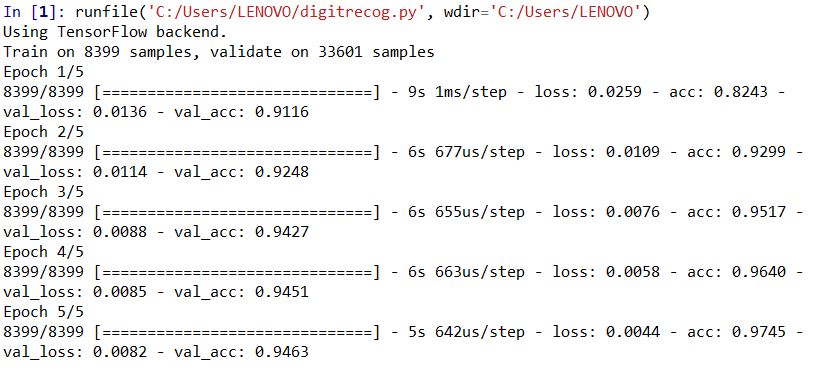 In [1]: runfile('C:/Users/LENOVO/digitrecog.py', wdir='C:/Users/LENOVO')
Using TensorFlow backend.
Train on 8399 samples, validate on 33601 samples
Epoch 1/5
8399/8399 [==============================] - 9s 1ms/step - loss: 0.0259 - acc: 0.8243 -
val_loss: 0.0136 - val_acc: 0.9116
Epoch 2/5
8399/8399 [==============================] - 6s 677us/step - loss: 0.0109 - acc: 0.9299 -
val_loss: 0.0114 - val_acc: 0.9248
Epoch 3/5
8399/8399 [==============================] - 6s 655us/step - loss: 0.0076 - acc: 0.9517 -
val_loss: 0.0088 - val_acc: 0.9427
Epoch 4/5
8399/8399 [==============================] - 6s 663us/step - loss: 0.0058 - acc: 0.9640 -
val_loss: 0.0085 - val_acc: 0.9451
Epoch 5/5
8399/8399 [==============================] - 5s 642us/step - loss: 0.0044 - acc: 0.9745 -
val_loss: 0.0082 - val_acc: 0.9463